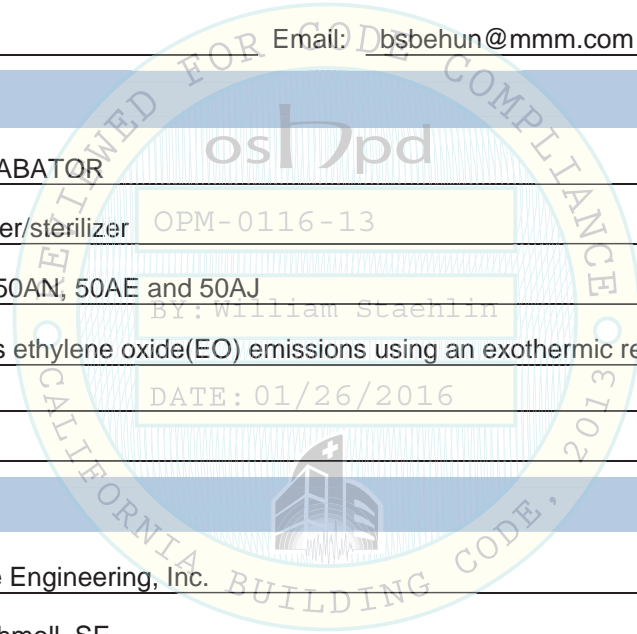 Email: bsbehun@mmm.com
REVIEWED FOR CODE COMPLIANCE
oshpd
ABATOR
er/sterilizer
OPM-0116-13
50AN, 50AE and 50AJ
BY: William Staehlin
s ethylene oxide(EO) emissions using an exothermic re
DATE: 01/26/2016
e Engineering, Inc.
CALIFORNIA BUILDING CODE, 2013
SE